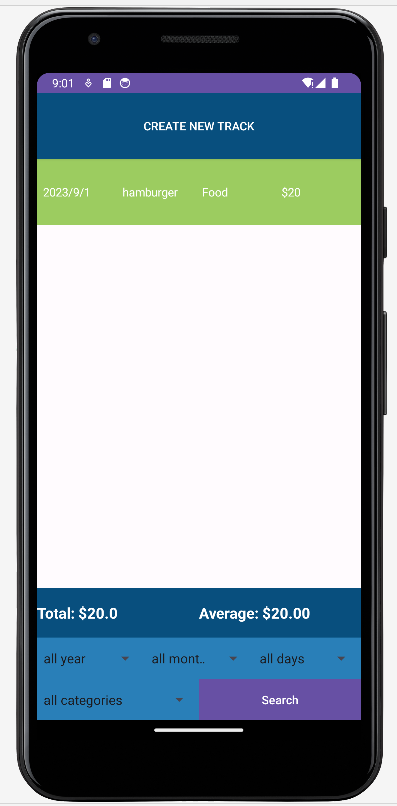 9:01
CREATE NEW TRACK
2023/9/1 hamburger Food $20
Total: $20.0 Average: $20.00
all year all mont.. all days
all categories Search